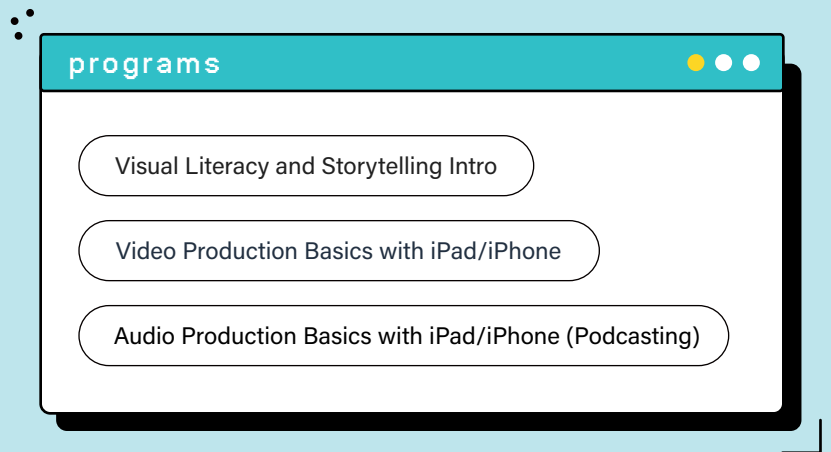 programs
Visual Literacy and Storytelling Intro
Video Production Basics with iPad/iPhone
Audio Production Basics with iPad/iPhone (Podcasting)